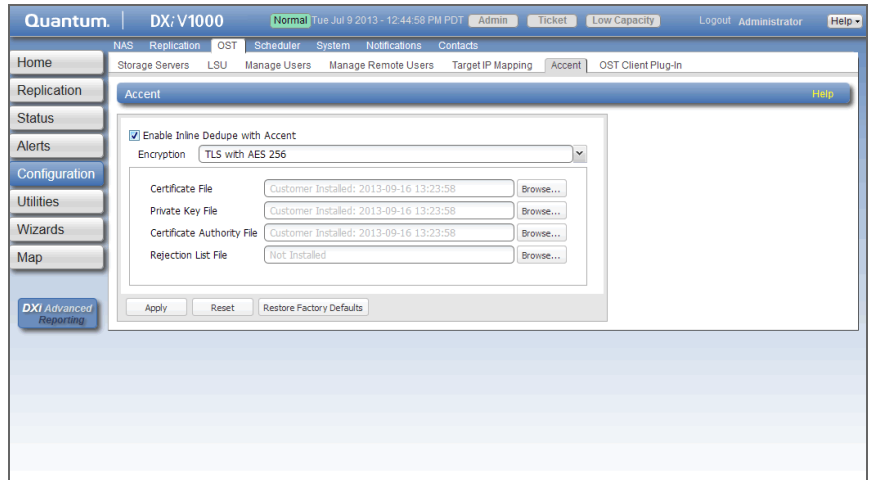 Quantum. DXi V1000 Normal Tue Jul 9 2013 - 12:44:58 PM PDT Admin Ticket Low Capacity Logout Administrator Help
NAS Replication OST Scheduler System Notifications Contacts
Storage Servers LSU Manage Users Manage Remote Users Target IP Mapping Accent OST Client Plug-In
Home
Replication
Status
Alerts
Configuration
Utilities
Wizards
Map
DXi Advanced
Reporting
Accent Help
Enable Inline Dedupe with Accent
Encryption TLS with AES 256
Certificate File Customer Installed: 2013-09-16 13:23:58 Browse...
Private Key File Customer Installed: 2013-09-16 13:23:58 Browse...
Certificate Authority File Customer Installed: 2013-09-16 13:23:58 Browse...
Rejection List File Not Installed Browse...
Apply Reset Restore Factory Defaults